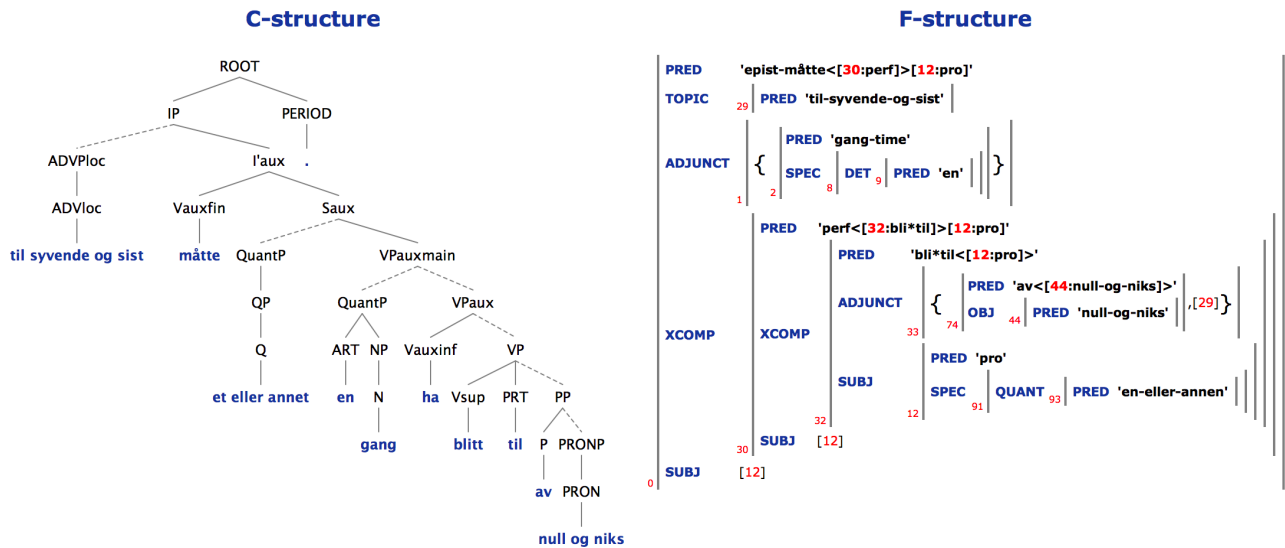 C-structure
ROOT
IP PERIOD
ADVPloc I'aux .
ADVloc Vauxfin Saux
til syvende og sist måtte QuantP VPauxmain
QP QuantP VPaux
Q ART NP Vauxinf VP
et eller annet en N ha Vsup PRT PP
gang blitt til P PRONP
av PRON
null og niks
F-structure
PRED 'epist-måtte<[30:perf]>[12:pro]'
TOPIC 29 PRED 'til-syvende-og-sist'
PRED 'gang-time'
ADJUNCT { SPEC DET PRED 'en' }
1 2 8 9
PRED 'perf<[32:bli*til]>[12:pro]'
PRED 'bli*til<[12:pro]>'
PRED 'av<[44:null-og-niks]>'
ADJUNCT { OBJ 44 PRED 'null-og-niks' ,[29] }
33 74
XCOMP XCOMP
PRED 'pro'
SUBJ SPEC QUANT PRED 'en-eller-annen'
32 12 91 93
30 SUBJ [12]
0 SUBJ [12]